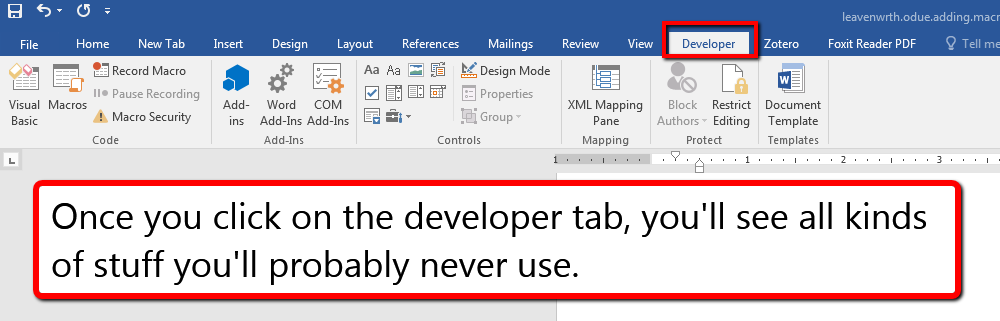 leavenwrth.odue.adding.macr
File Home New Tab Insert Design Layout References Mailings Review View Developer Zotero Foxit Reader PDF Tell me
Visual Basic
Macros
Record Macro
Pause Recording
Macro Security
Code
Add-ins
Word Add-Ins
COM Add-Ins
Add-Ins
Aa Aa
Design Mode
Properties
Group
Controls
XML Mapping Pane
Mapping
Block Authors
Restrict Editing
Protect
Document Template
Templates
1 1 2 3
Once you click on the developer tab, you'll see all kinds
of stuff you'll probably never use.